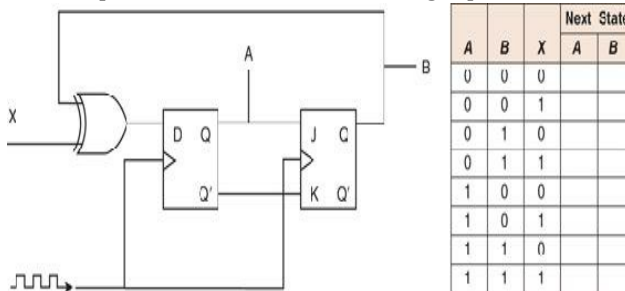 A
B
X
D Q
Q'
J Q
K Q'
Next State
A B X A B
0 0 0
0 0 1
0 1 0
0 1 1
1 0 0
1 0 1
1 1 0
1 1 1